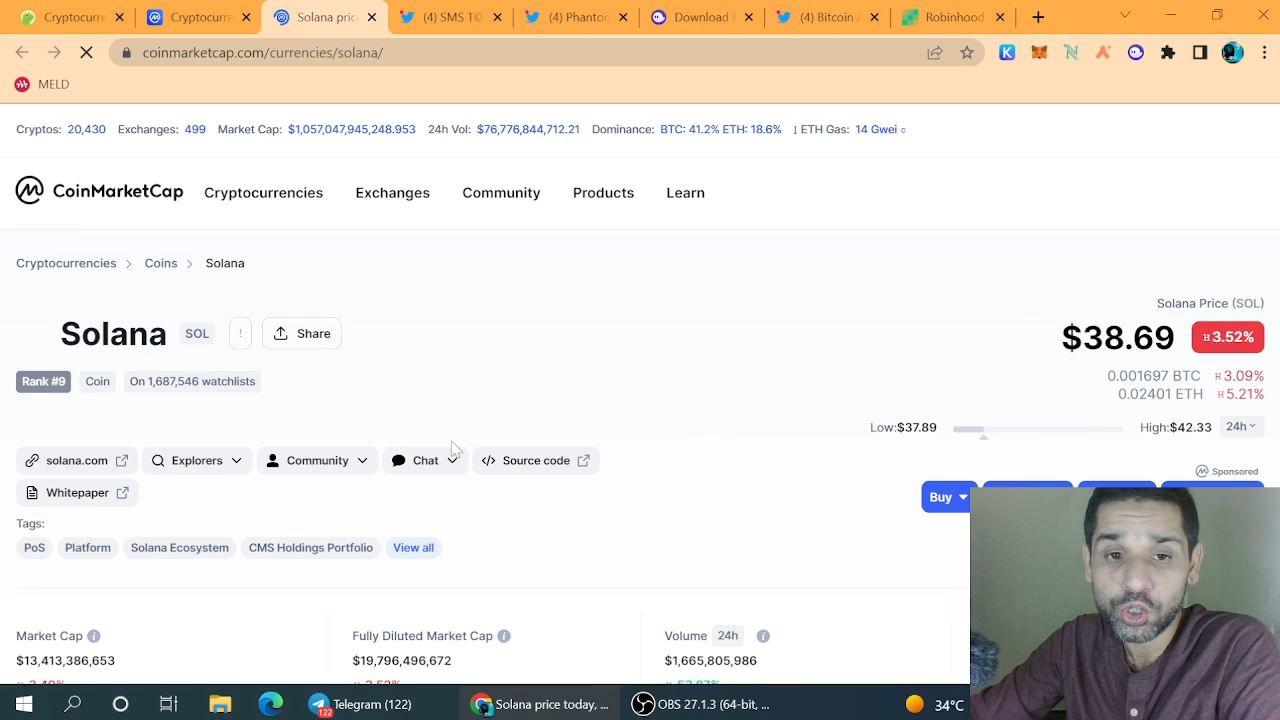 Cryptocurre
Cryptocurre
Solana pric
(4) SMS T
(4) Phantom
Download
(4) Bitcoin
Robinhood
coinmarketcap.com/currencies/solana/
MELD
Cryptos: 20,430 Exchanges: 499 Market Cap: $1,057,047,945,248.953 24h Vol: $76,776,844,712.21 Dominance: BTC: 41.2% ETH: 18.6% ETH Gas: 14 Gwei
CoinMarketCap Cryptocurrencies Exchanges Community Products Learn
Cryptocurrencies > Coins > Solana
Solana Price (SOL)
Solana SOL ! Share
$38.69 3.52%
Rank #9 Coin On 1,687,546 watchlists
0.001697 BTC 3.09%
0.02401 ETH 5.21%
Low:$37.89 High:$42.33 24h
solana.com Explorers Community Chat Source code
Sponsored
Whitepaper
Buy
Tags:
PoS Platform Solana Ecosystem CMS Holdings Portfolio View all
Market Cap Fully Diluted Market Cap Volume 24h
$13,413,386,653 $19,796,496,672 $1,665,805,986
Telegram (122) Solana price today, ... OBS 27.1.3 (64-bit, ... 34°C
122